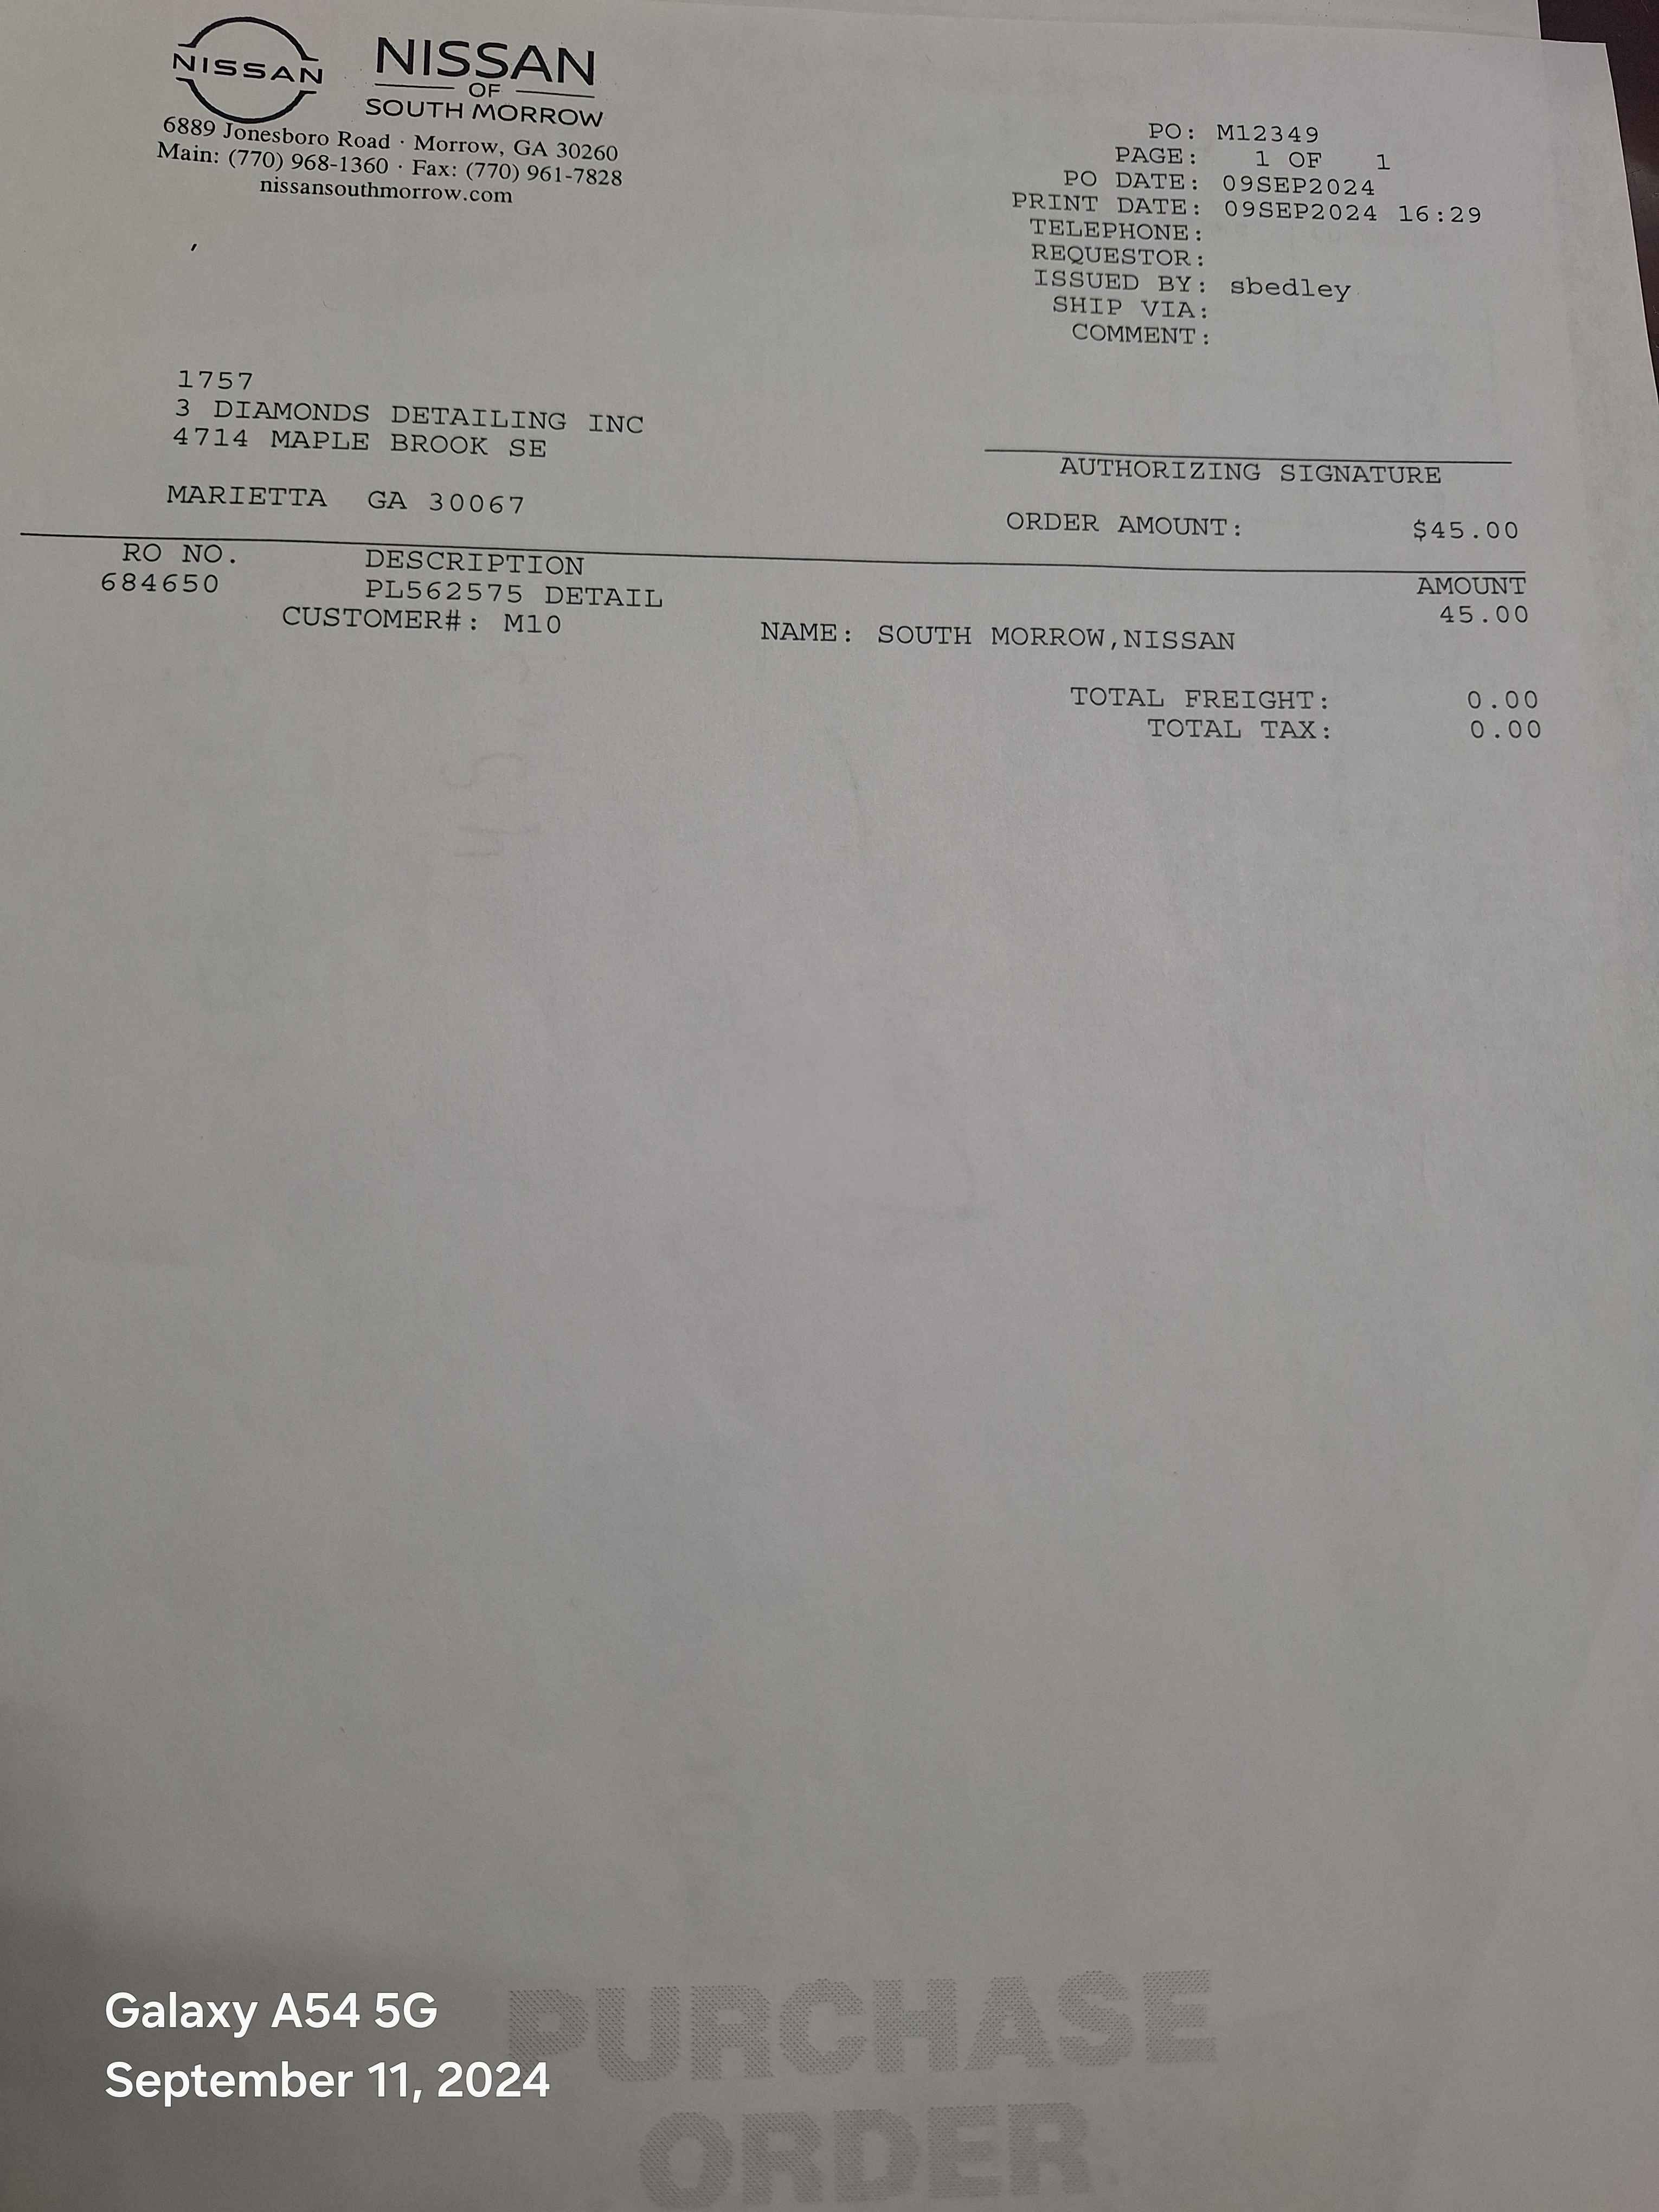 NISSAN
NISSAN
OF
SOUTH MORROW
6889 Jonesboro Road · Morrow, GA 30260
Main: (770) 968-1360 · Fax: (770) 961-7828
nissansouthmorrow.com
PO: M12349
PAGE: 1 OF 1
PO DATE: 09SEP2024
PRINT DATE: 09SEP2024 16:29
TELEPHONE:
REQUESTOR:
ISSUED BY: sbedley
SHIP VIA:
COMMENT:
1757
3 DIAMONDS DETAILING INC
4714 MAPLE BROOK SE
MARIETTA GA 30067
AUTHORIZING SIGNATURE
ORDER AMOUNT: $45.00
RO NO. DESCRIPTION AMOUNT
684650 PL562575 DETAIL 45.00
CUSTOMER#: M10 NAME: SOUTH MORROW,NISSAN
TOTAL FREIGHT: 0.00
TOTAL TAX: 0.00
PURCHASE
ORDER
Galaxy A54 5G
September 11, 2024